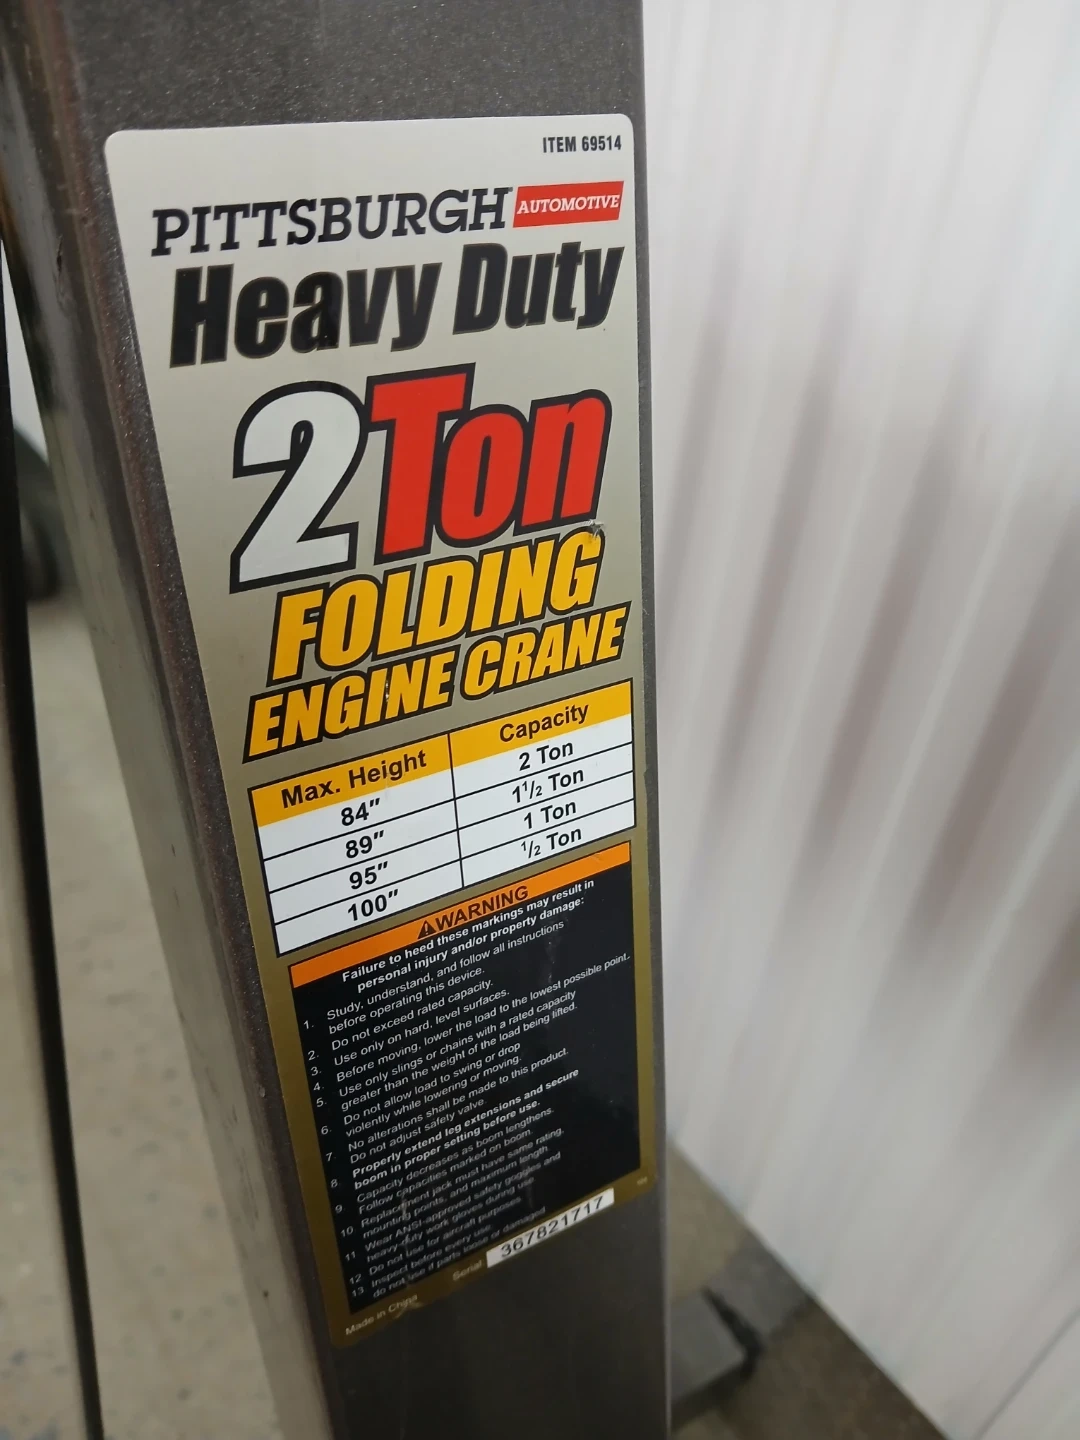 ITEM 69514
PITTSBURGH AUTOMOTIVE
Heavy Duty
2 Ton
FOLDING
ENGINE CRANE
Max. Height Capacity
84" 2 Ton
89" 1 1/2 Ton
95" 1 Ton
100" 1/2 Ton
⚠WARNING
Failure to heed these markings may result in
personal injury and/or property damage:
1. Study, understand, and follow all instructions
before operating this device.
2. Do not exceed rated capacity.
3. Use only on hard, level surfaces.
4. Before moving, lower the load to the lowest possible point.
5. Use only slings or chains with a rated capacity
greater than the weight of the load being lifted.
6. Do not allow load to swing or drop
violently while lowering or moving.
7. No alterations shall be made to this product.
Do not adjust safety valve.
8. Properly extend leg extensions and secure
boom in proper setting before use.
9. Capacity decreases as boom lengthens.
Follow capacities marked on boom.
10. Replacement jack must have same rating,
mounting points, and maximum length.
11. Wear ANSI-approved safety goggles and
heavy-duty work gloves during use.
12. Do not use for aircraft purposes.
13. Inspect before every use;
do not use if parts loose or damaged.
Serial 367821717
Made in China